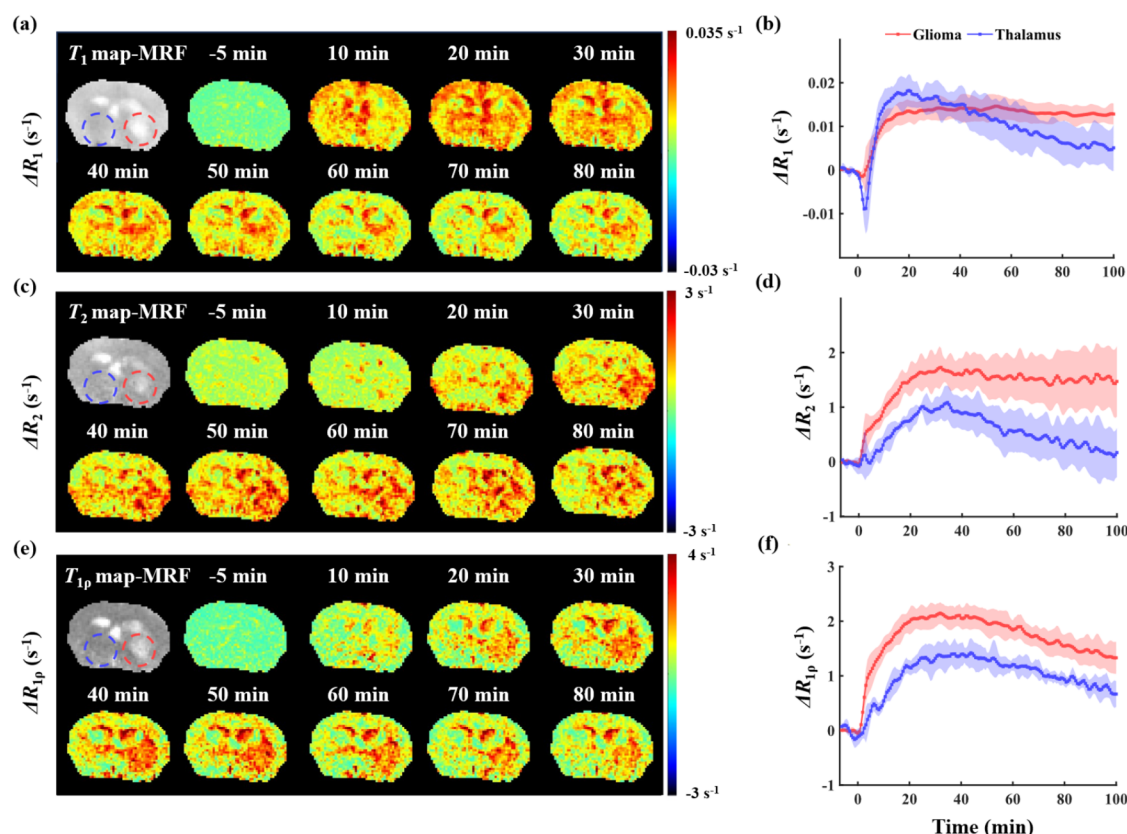 (a)
T₁ map-MRF -5 min 10 min 20 min 30 min
40 min 50 min 60 min 70 min 80 min
ΔR₁ (s⁻¹)
0.035 s⁻¹
-0.03 s⁻¹
(b)
Glioma Thalamus
ΔR₁ (s⁻¹)
0.02
0.01
0
-0.01
0 20 40 60 80 100
(c)
T₂ map-MRF -5 min 10 min 20 min 30 min
40 min 50 min 60 min 70 min 80 min
ΔR₂ (s⁻¹)
3 s⁻¹
-3 s⁻¹
(d)
ΔR₂ (s⁻¹)
2
1
0
-1
0 20 40 60 80 100
(e)
T₁ρ map-MRF -5 min 10 min 20 min 30 min
40 min 50 min 60 min 70 min 80 min
ΔR₁ρ (s⁻¹)
4 s⁻¹
-3 s⁻¹
(f)
ΔR₁ρ (s⁻¹)
3
2
1
0
-1
0 20 40 60 80 100
Time (min)